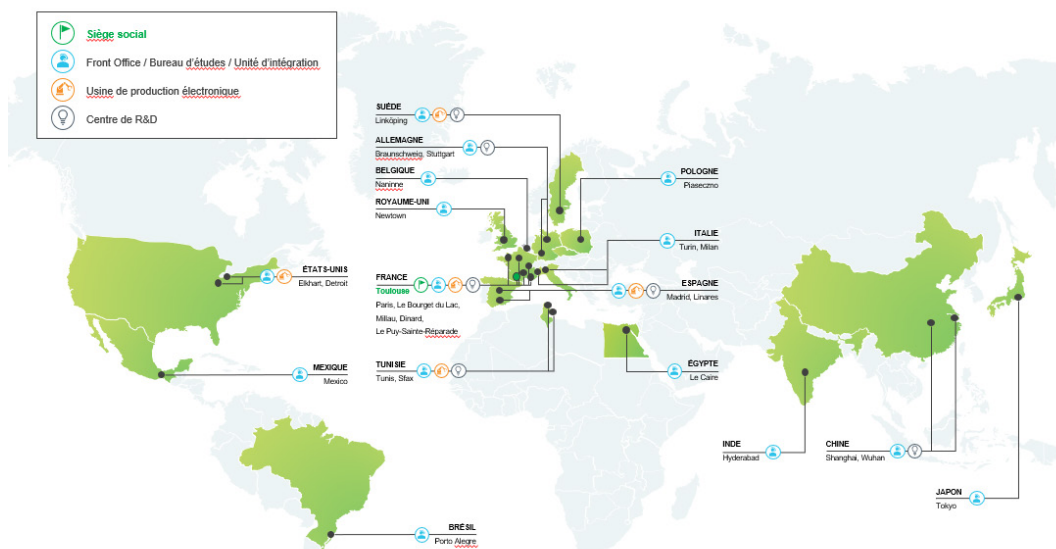 Siège social
Front Office / Bureau d'études / Unité d'intégration
Usine de production électronique
Centre de R&D
SUÈDE
Linköping
ALLEMAGNE
Braunschweig, Stuttgart
BELGIQUE
Naninne
ROYAUME-UNI
Newtown
POLOGNE
Piaseczno
ITALIE
Turin, Milan
ÉTATS-UNIS
Elkhart, Detroit
FRANCE
Toulouse
Paris, Le Bourget du Lac,
Millau, Dinard,
Le Puy-Sainte-Réparade
ESPAGNE
Madrid, Linares
MEXIQUE
Mexico
TUNISIE
Tunis, Sfax
ÉGYPTE
Le Caire
INDE
Hyderabad
CHINE
Shanghai, Wuhan
JAPON
Tokyo
BRÉSIL
Porto Alegre